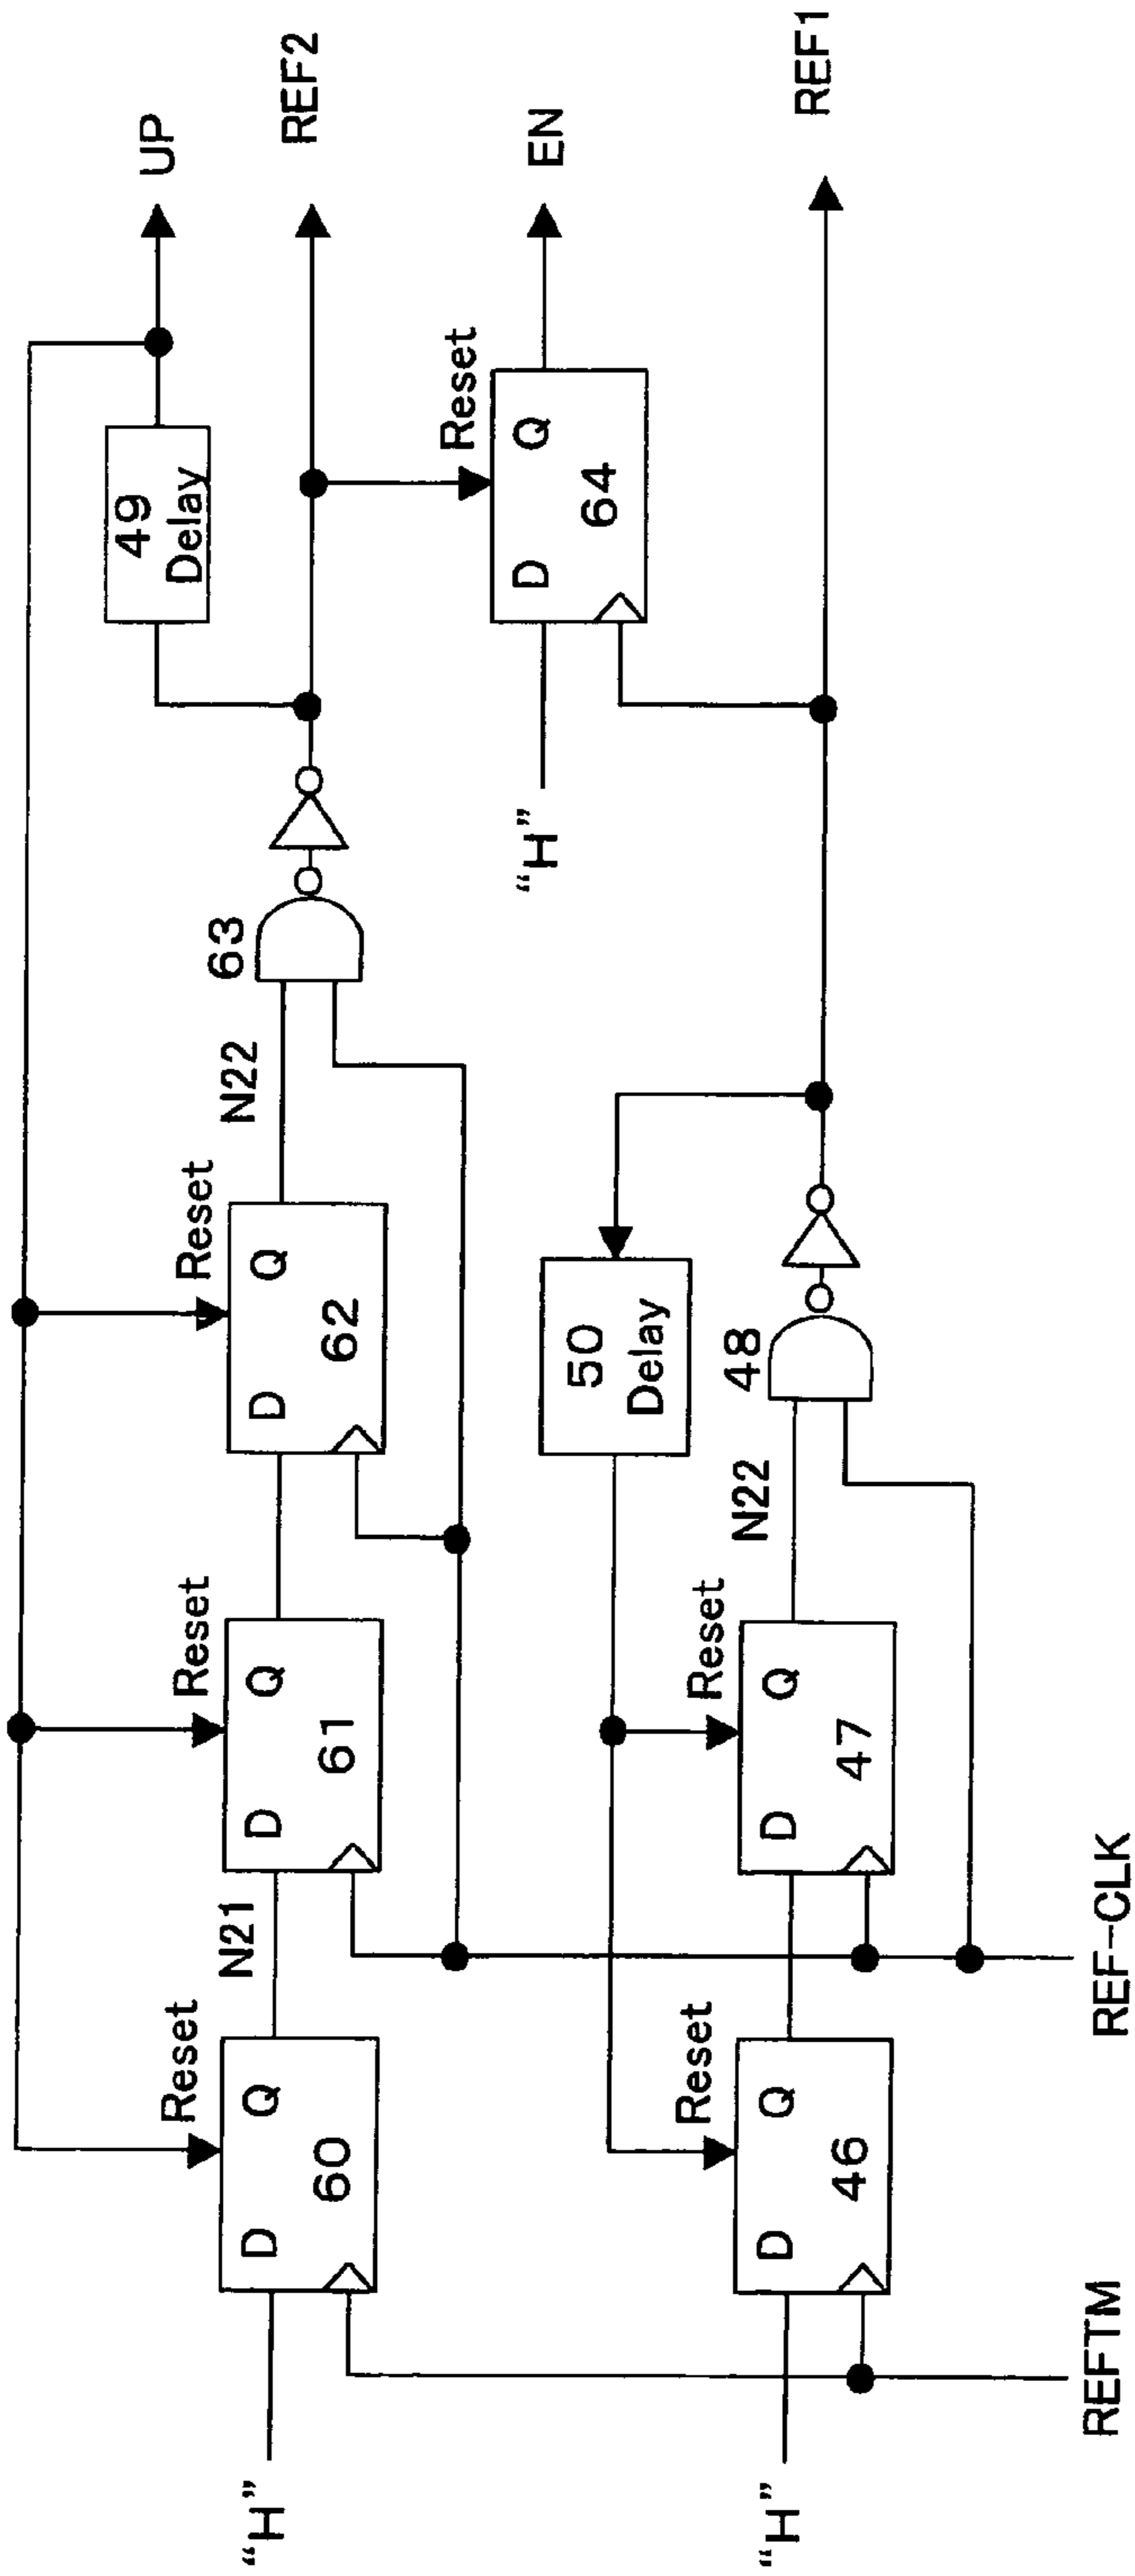 UP
49
Delay
REF2
63
N22
Reset
D
Q
62
Reset
D
Q
61
N21
Reset
D
Q
60
“H”
Reset
D
Q
64
EN
“H”
REF1
50
Delay
48
N22
Reset
D
Q
47
Reset
D
Q
46
“H”
REF-CLK
REFTM